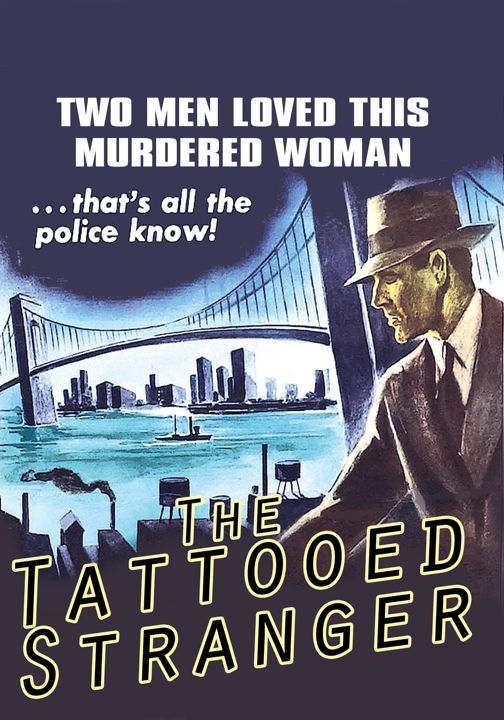 TWO MEN LOVED THIS
MURDERED WOMAN
...that's all the
police know!
THE
TATTOOED
STRANGER